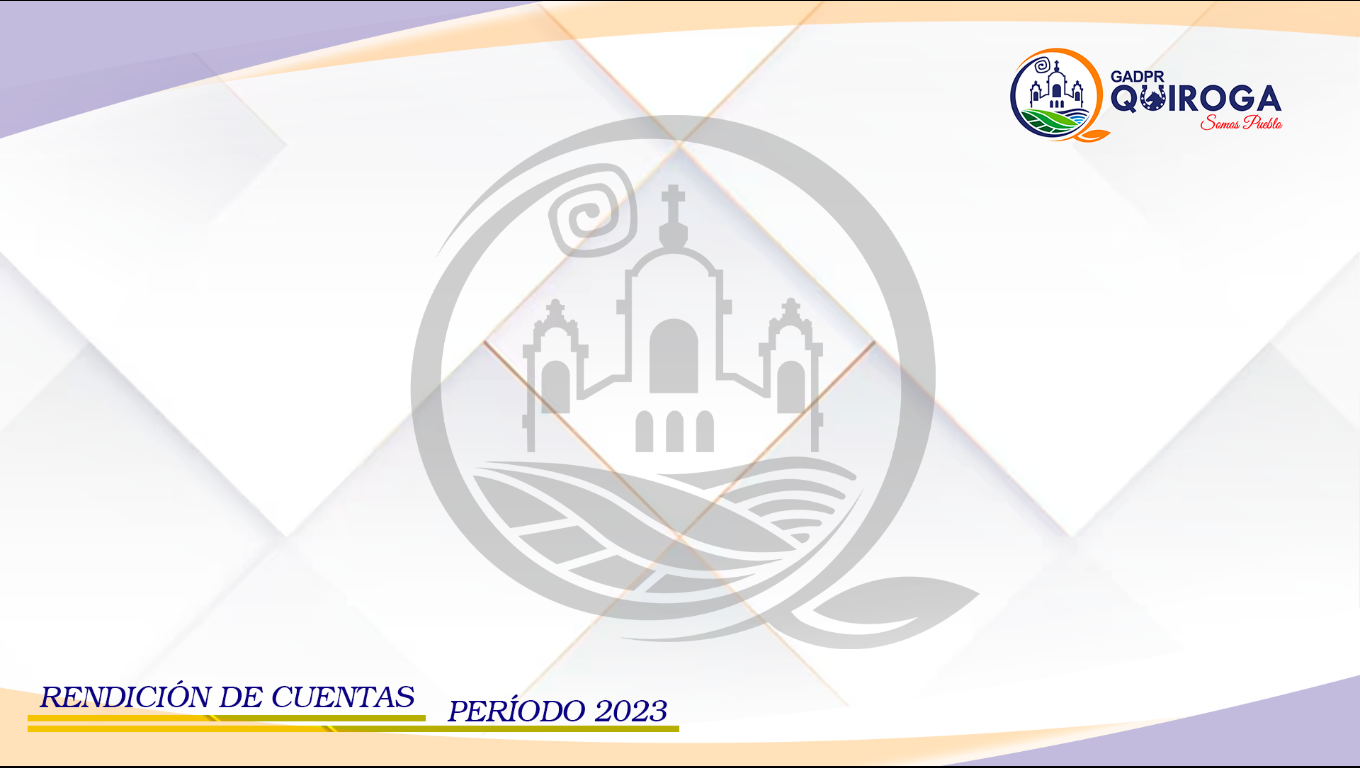 GADPR
QUIROGA
Somos Pueblo
RENDICIÓN DE CUENTAS
PERÍODO 2023